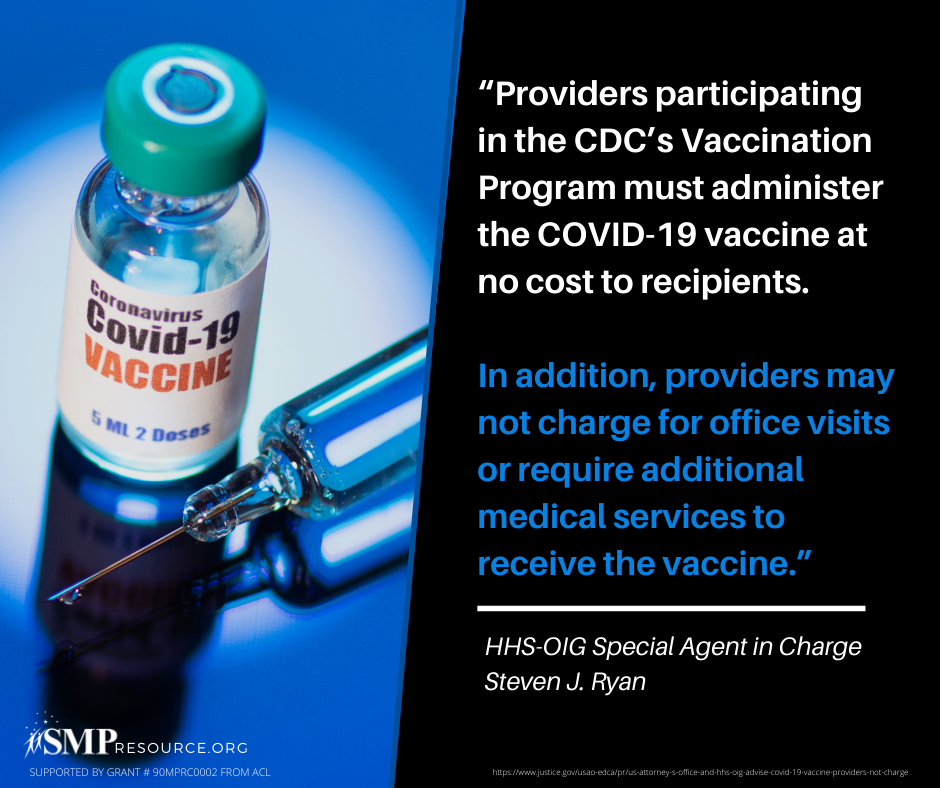 Coronavirus
Covid-19
VACCINE
5 ML 2 Doses
SMPRESOURCE.ORG
SUPPORTED BY GRANT # 90MPRC0002 FROM ACL
“Providers participating
in the CDC’s Vaccination
Program must administer
the COVID-19 vaccine at
no cost to recipients.
In addition, providers may
not charge for office visits
or require additional
medical services to
receive the vaccine.”
HHS-OIG Special Agent in Charge
Steven J. Ryan
https://www.justice.gov/usao-edca/pr/us-attorney-s-office-and-hhs-oig-advise-covid-19-vaccine-providers-not-charge